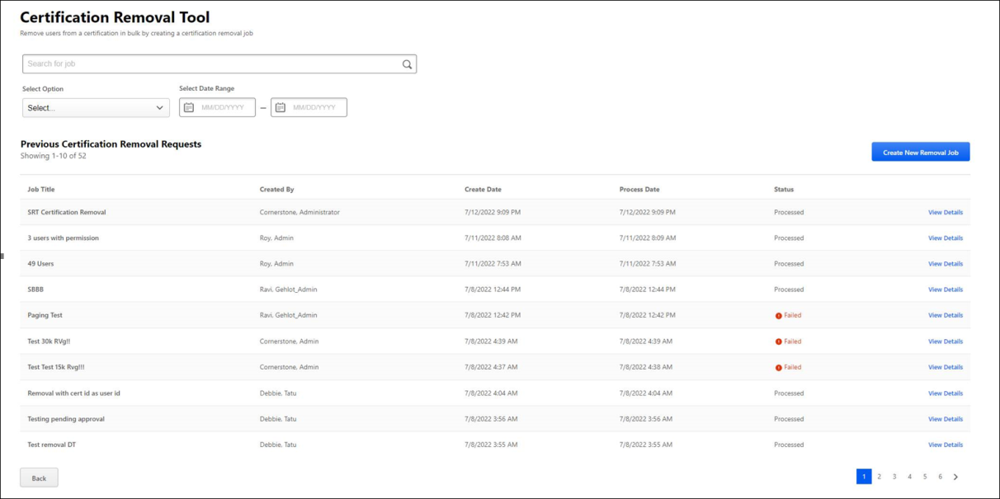 Certification Removal Tool
Remove users from a certification in bulk by creating a certification removal job
Search for job
Select Option
Select Date Range
Select...
MM/DD/YYYY – MM/DD/YYYY
Previous Certification Removal Requests
Showing 1-10 of 52
Create New Removal Job
Job Title Created By Create Date Process Date Status
SRT Certification Removal Cornerstone, Administrator 7/12/2022 9:09 PM 7/12/2022 9:09 PM Processed View Details
3 users with permission Roy, Admin 7/11/2022 8:08 AM 7/11/2022 8:09 AM Processed View Details
49 Users Roy, Admin 7/11/2022 7:53 AM 7/11/2022 7:53 AM Processed View Details
SBBB Ravi, Gehlot_Admin 7/8/2022 12:44 PM 7/8/2022 12:44 PM Processed View Details
Paging Test Ravi, Gehlot_Admin 7/8/2022 12:42 PM 7/8/2022 12:42 PM Failed View Details
Test 30k RVg!! Cornerstone, Admin 7/8/2022 4:39 AM 7/8/2022 4:39 AM Failed View Details
Test Test 15k Rvg!!! Cornerstone, Admin 7/8/2022 4:37 AM 7/8/2022 4:38 AM Failed View Details
Removal with cert id as user id Debbie, Tatu 7/8/2022 4:04 AM 7/8/2022 4:04 AM Processed View Details
Testing pending approval Debbie, Tatu 7/8/2022 3:56 AM 7/8/2022 3:56 AM Processed View Details
Test removal DT Debbie, Tatu 7/8/2022 3:55 AM 7/8/2022 3:55 AM Processed View Details
Back
1 2 3 4 5 6